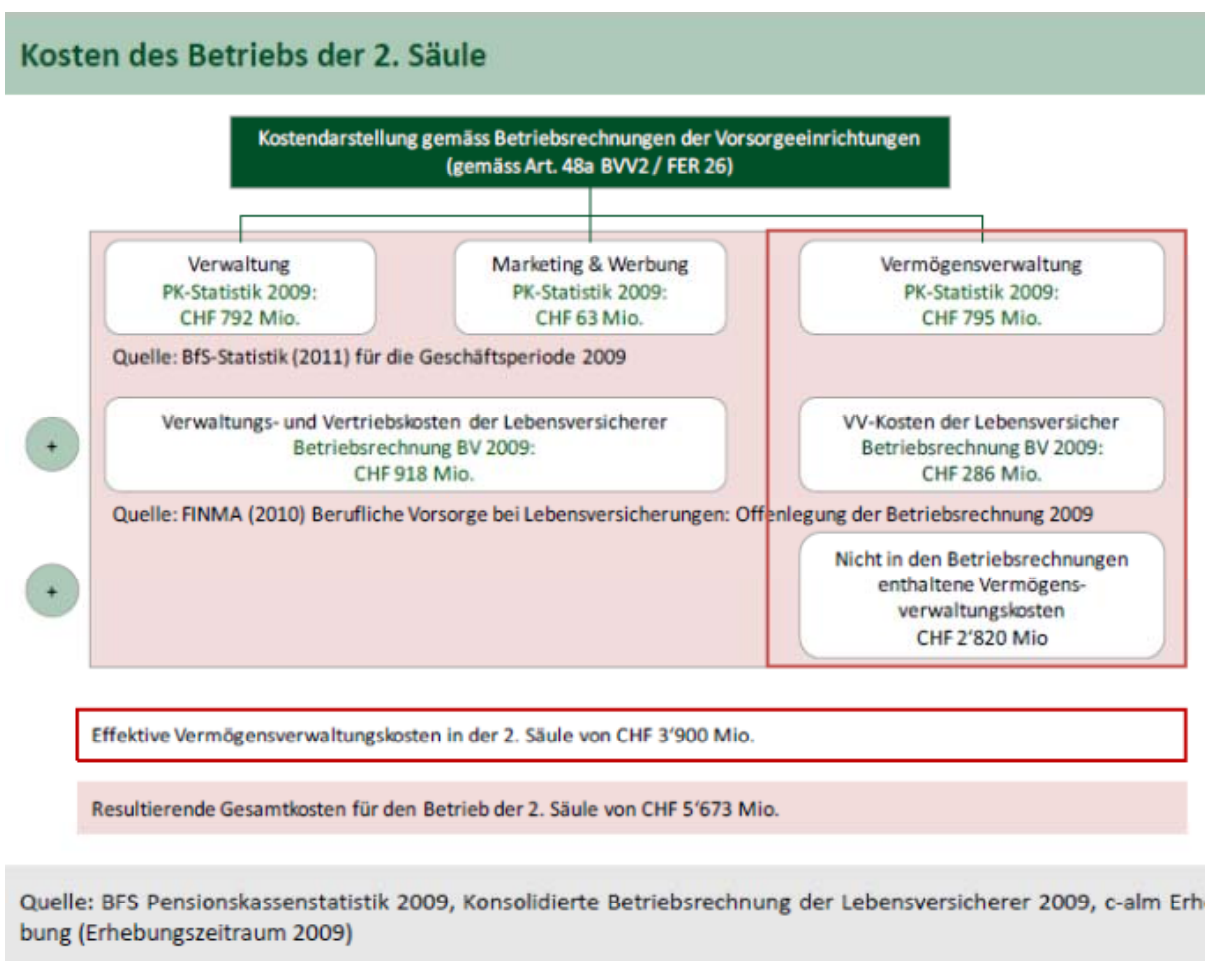 Kosten des Betriebs der 2. Säule
Kostendarstellung gemäss Betriebsrechnungen der Vorsorgeeinrichtungen
(gemäss Art. 48a BVV2 / FER 26)
Verwaltung
PK-Statistik 2009:
CHF 792 Mio.
Marketing & Werbung
PK-Statistik 2009:
CHF 63 Mio.
Vermögensverwaltung
PK-Statistik 2009:
CHF 795 Mio.
Quelle: BfS-Statistik (2011) für die Geschäftsperiode 2009
+
Verwaltungs- und Vertriebskosten der Lebensversicherer
Betriebsrechnung BV 2009:
CHF 918 Mio.
VV-Kosten der Lebensversicher
Betriebsrechnung BV 2009:
CHF 286 Mio.
Quelle: FINMA (2010) Berufliche Vorsorge bei Lebensversicherungen: Offenlegung der Betriebsrechnung 2009
+
Nicht in den Betriebsrechnungen
enthaltene Vermögens-
verwaltungskosten
CHF 2’820 Mio
Effektive Vermögensverwaltungskosten in der 2. Säule von CHF 3’900 Mio.
Resultierende Gesamtkosten für den Betrieb der 2. Säule von CHF 5’673 Mio.
Quelle: BFS Pensionskassenstatistik 2009, Konsolidierte Betriebsrechnung der Lebensversicherer 2009, c-alm Erh
bung (Erhebungszeitraum 2009)